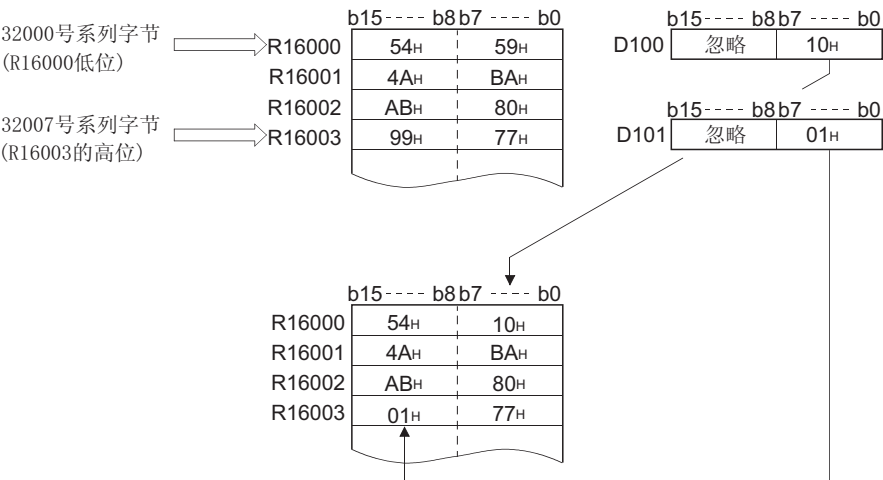 32000号系列字节
(R16000低位)
32007号系列字节
(R16003的高位)
b15 ---- b8 b7 ---- b0
R16000 54H 59H
R16001 4AH BAH
R16002 ABH 80H
R16003 99H 77H
b15 ---- b8 b7 ---- b0
D100 忽略 10H
b15 ---- b8 b7 ---- b0
D101 忽略 01H
b15 ---- b8 b7 ---- b0
R16000 54H 10H
R16001 4AH BAH
R16002 ABH 80H
R16003 01H 77H